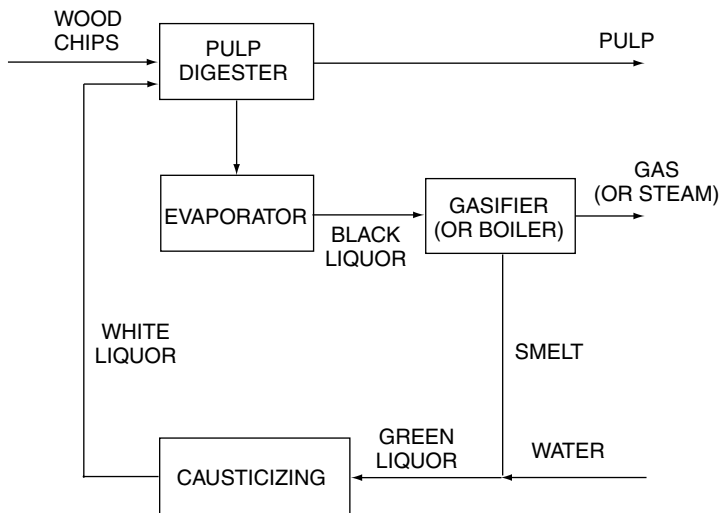 WOOD
CHIPS
PULP
DIGESTER
PULP
EVAPORATOR
BLACK
LIQUOR
GASIFIER
(OR BOILER)
GAS
(OR STEAM)
WHITE
LIQUOR
SMELT
CAUSTICIZING
GREEN
LIQUOR
WATER